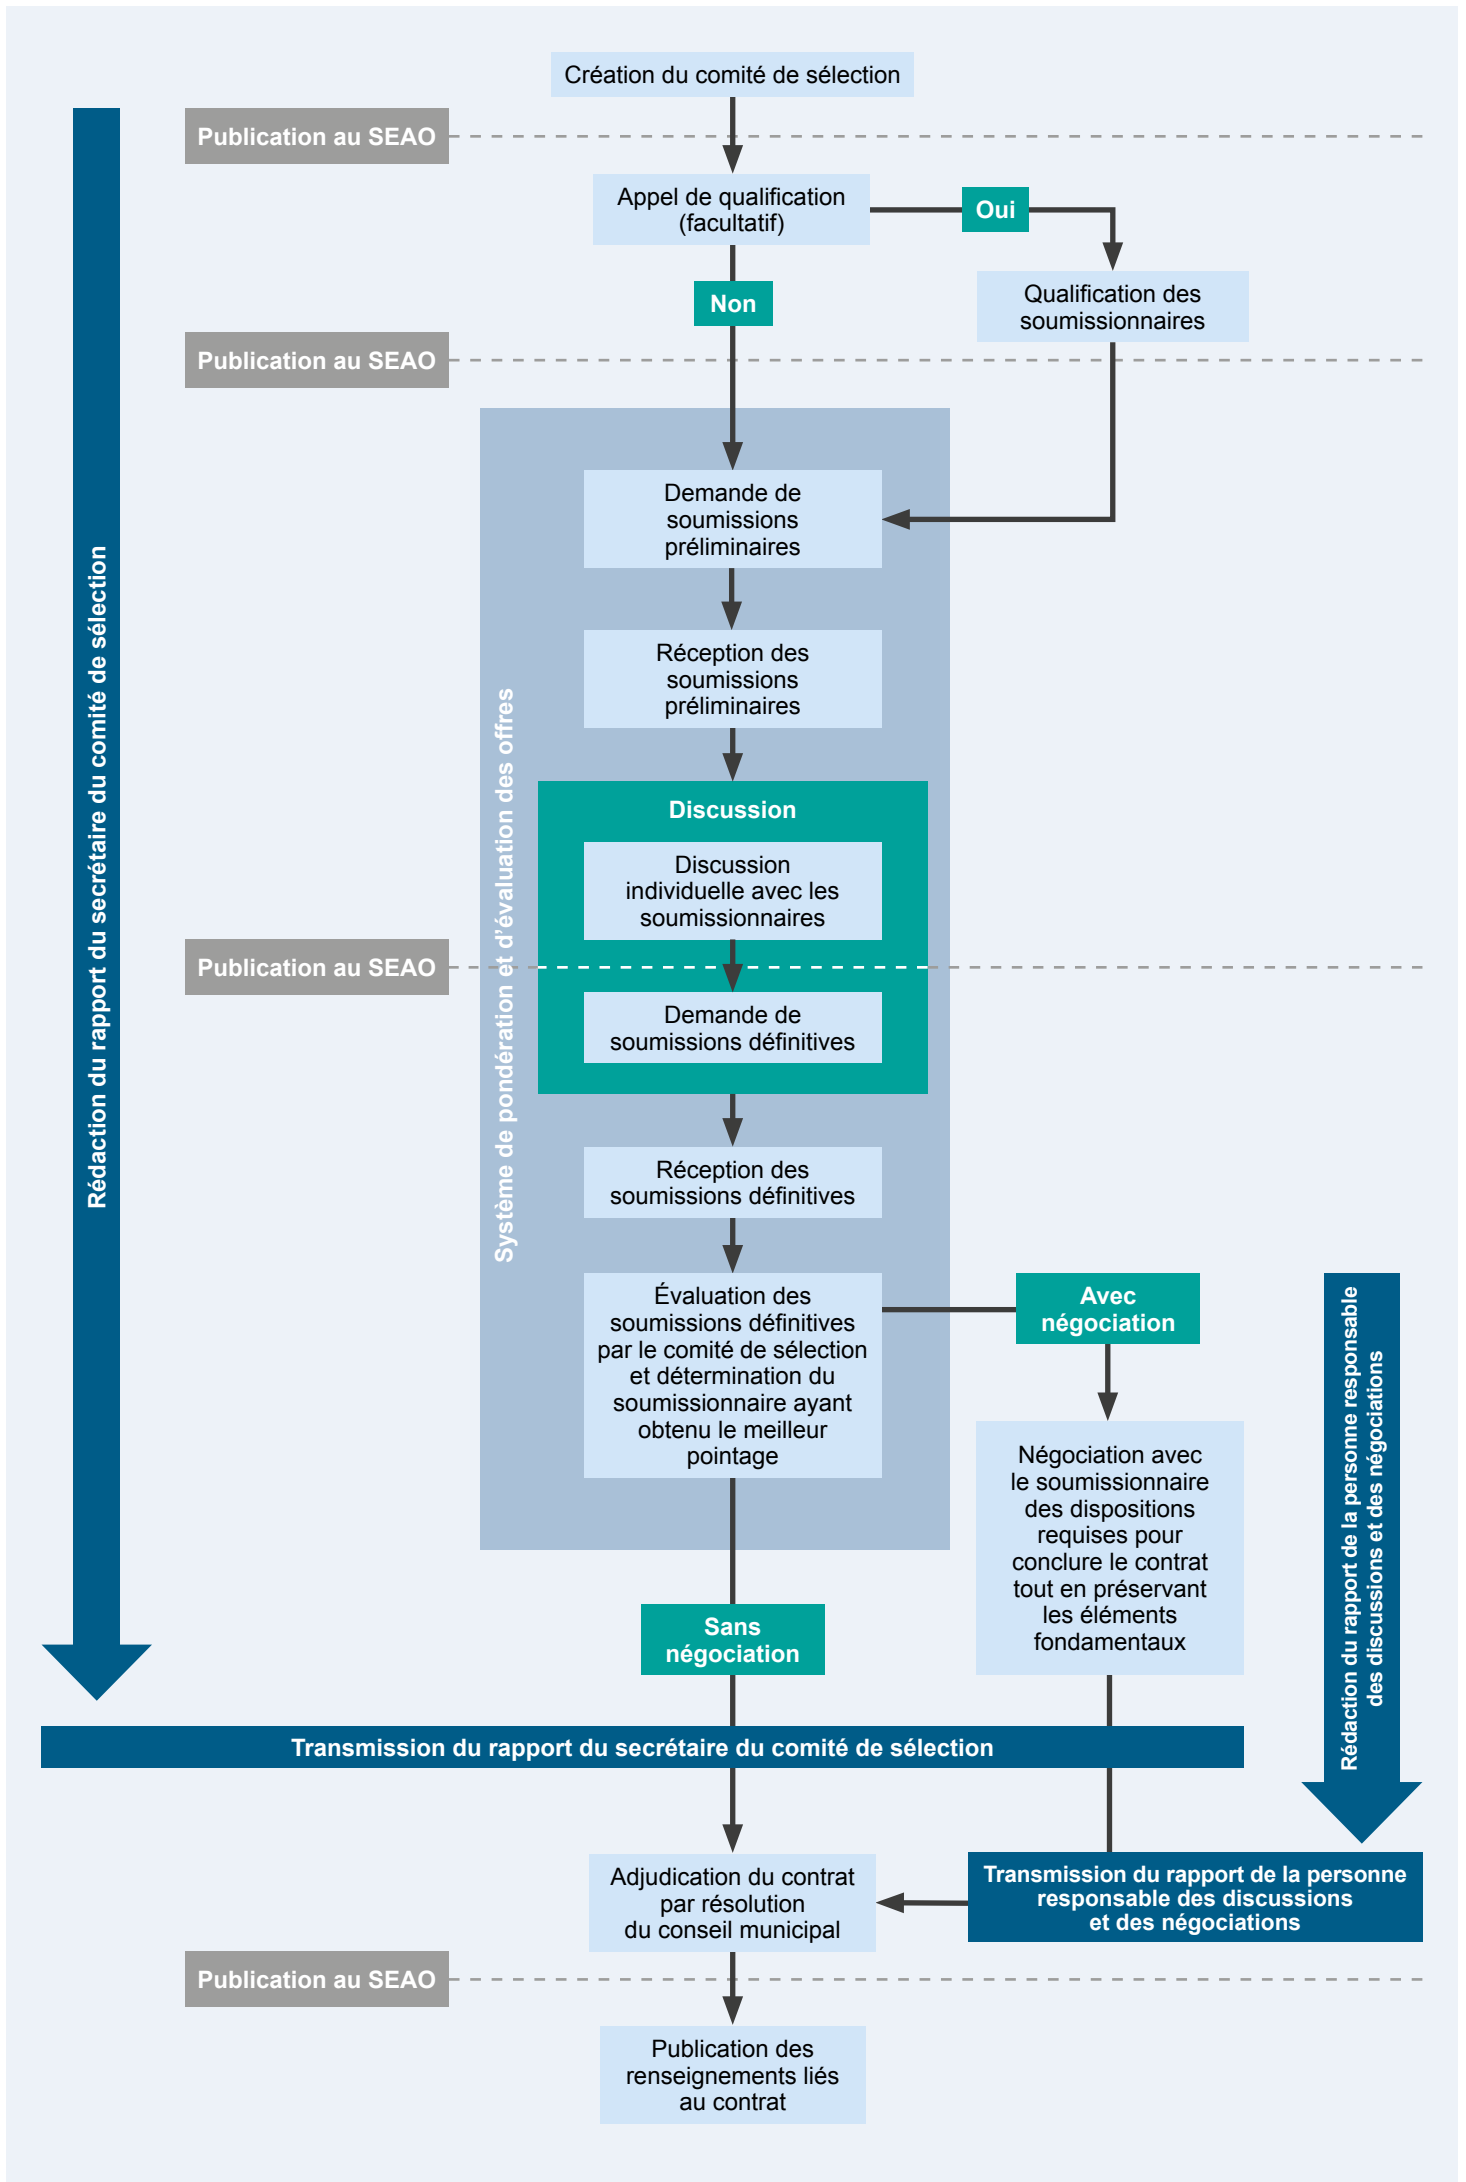 Création du comité de sélection
Publication au SEAO
Appel de qualification
(facultatif)
Oui
Non
Qualification des
soumissionnaires
Publication au SEAO
Demande de
soumissions
préliminaires
Réception des
soumissions
préliminaires
Discussion
Discussion
individuelle avec les
soumissionnaires
Publication au SEAO
Demande de
soumissions définitives
Réception des
soumissions définitives
Évaluation des
soumissions définitives
par le comité de sélection
et détermination du
soumissionnaire ayant
obtenu le meilleur
pointage
Avec
négociation
Négociation avec
le soumissionnaire
des dispositions
requises pour
conclure le contrat
tout en préservant
les éléments
fondamentaux
Sans
négociation
Rédaction du rapport du secrétaire du comité de sélection
Système de pondération et d'évaluation des offres
Rédaction du rapport de la personne responsable
des discussions et des négociations
Transmission du rapport du secrétaire du comité de sélection
Adjudication du contrat
par résolution
du conseil municipal
Transmission du rapport de la personne
responsable des discussions
et des négociations
Publication au SEAO
Publication des
renseignements liés
au contrat